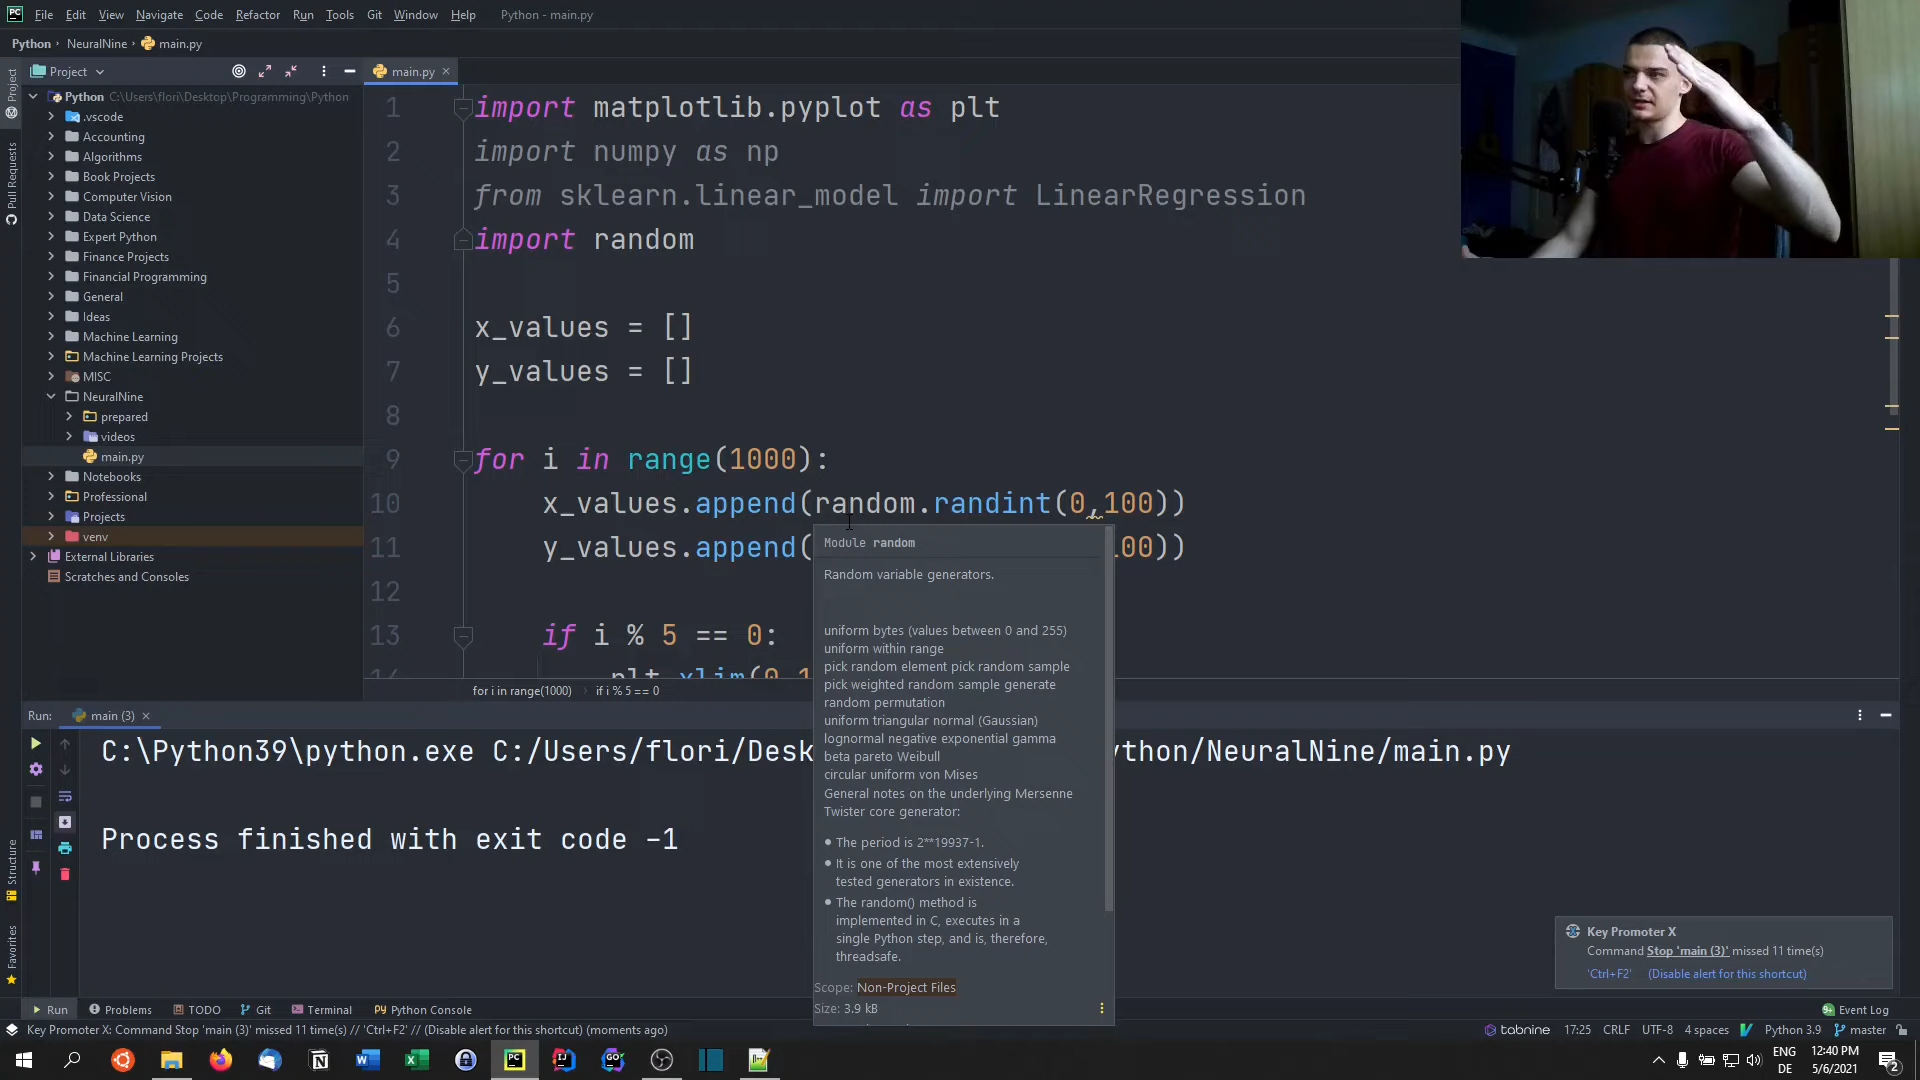 File Edit View Navigate Code Refactor Run Tools Git Window Help Python - main.py
Python NeuralNine main.py
Project
main.py
Project
Pull Requests
Python C:\Users\flori\Desktop\Programming\Python
.vscode
Accounting
Algorithms
Book Projects
Computer Vision
Data Science
Expert Python
Finance Projects
Financial Programming
General
Ideas
Machine Learning
Machine Learning Projects
MISC
NeuralNine
prepared
videos
main.py
Notebooks
Professional
Projects
venv
External Libraries
Scratches and Consoles
1 import matplotlib.pyplot as plt
2 import numpy as np
3 from sklearn.linear_model import LinearRegression
4 import random
5
6 x_values = []
7 y_values = []
8
9 for i in range(1000):
10 x_values.append(random.randint(0,100))
11 y_values.append( 100))
12
13 if i % 5 == 0:
for i in range(1000) if i % 5 == 0
Module random
Random variable generators.
uniform bytes (values between 0 and 255)
uniform within range
pick random element pick random sample
pick weighted random sample generate
random permutation
uniform triangular normal (Gaussian)
lognormal negative exponential gamma
beta pareto Weibull
circular uniform von Mises
General notes on the underlying Mersenne
Twister core generator:
• The period is 2**19937-1.
• It is one of the most extensively
tested generators in existence.
• The random() method is
implemented in C, executes in a
single Python step, and is, therefore,
threadsafe.
Scope: Non-Project Files
Size: 3.9 kB
Run: main (3)
C:\Python39\python.exe C:/Users/flori/Desk ython/NeuralNine/main.py
Process finished with exit code -1
Structure
Favorites
Key Promoter X
Command Stop 'main (3)' missed 11 time(s)
'Ctrl+F2' (Disable alert for this shortcut)
Run Problems TODO Git Terminal Python Console Event Log
Key Promoter X: Command Stop 'main (3)' missed 11 time(s) // 'Ctrl+F2' // (Disable alert for this shortcut) (moments ago)
tabnine 17:25 CRLF UTF-8 4 spaces Python 3.9 master
ENG
DE
12:40 PM
5/6/2021
2